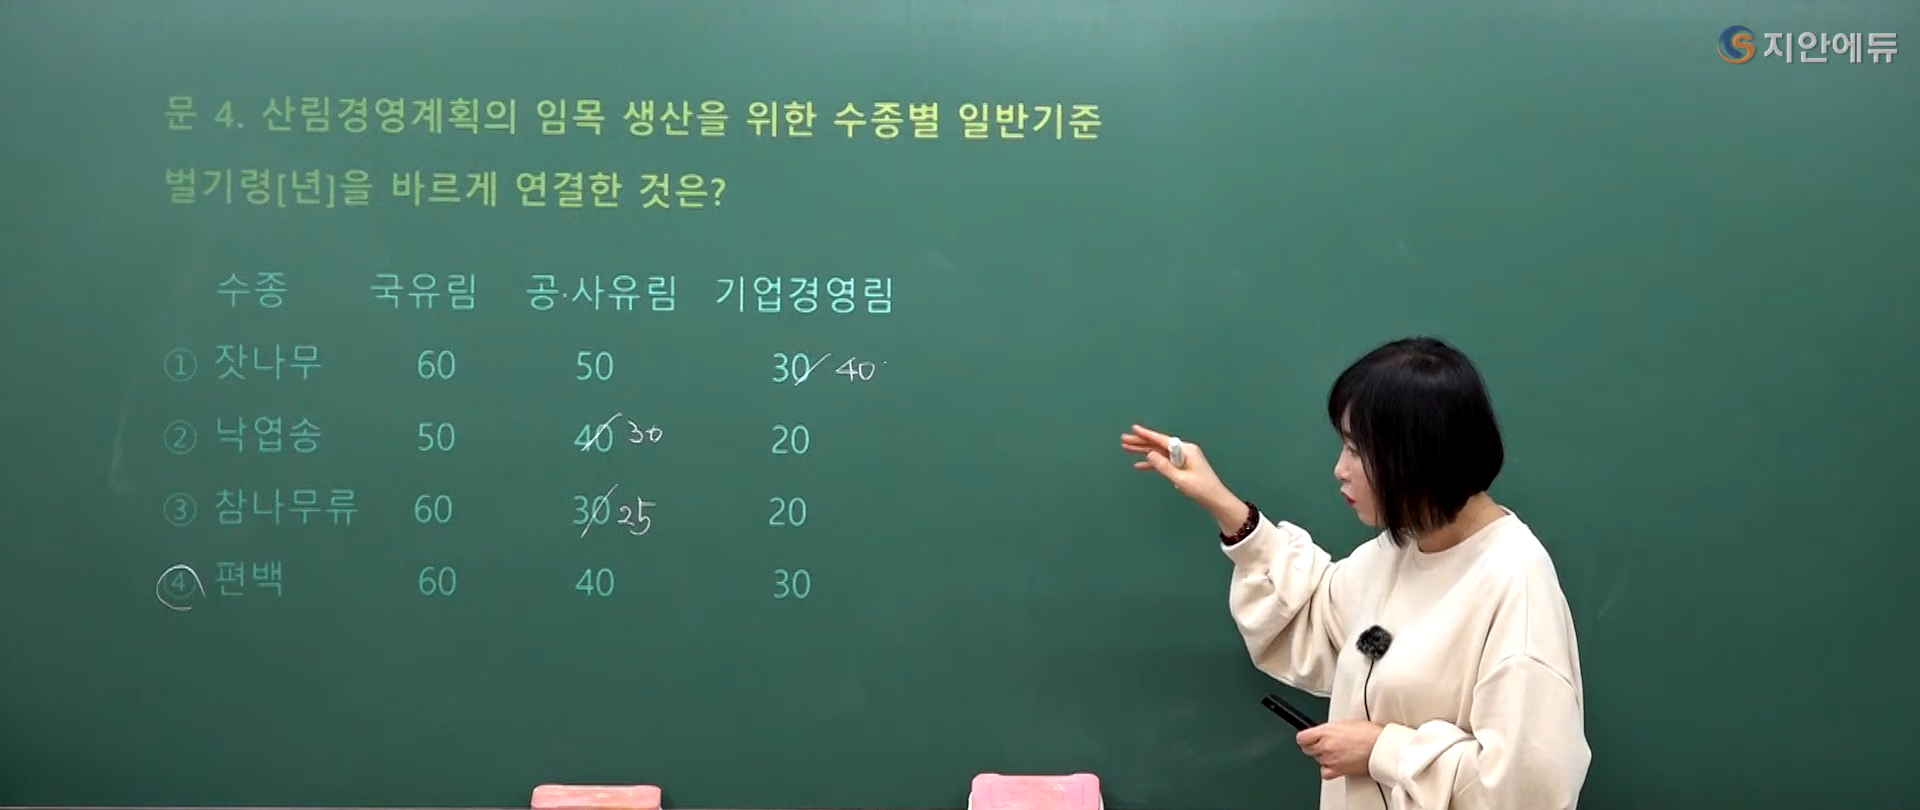 지안에듀
문 4. 산림경영계획의 임목 생산을 위한 수종별 일반기준
벌기령[년]을 바르게 연결한 것은?
수종 국유림 공·사유림 기업경영림
① 잣나무 60 50 30 40
② 낙엽송 50 40 30 20
③ 참나무류 60 30 25 20
④ 편백 60 40 30